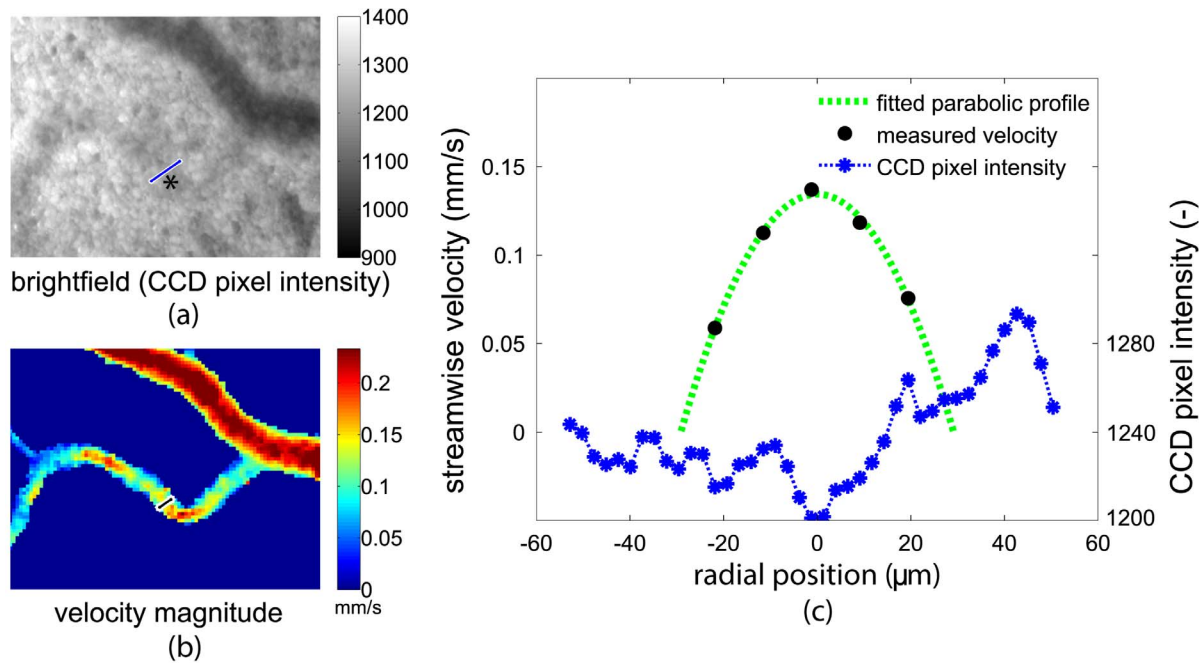 1400
1300
1200
1100
1000
900
*
brightfield (CCD pixel intensity)
(a)
0.2
0.15
0.1
0.05
0
mm/s
velocity magnitude
(b)
fitted parabolic profile
measured velocity
CCD pixel intensity
streamwise velocity (mm/s)
0.15
0.1
0.05
0
CCD pixel intensity (-)
1280
1240
1200
-60 -40 -20 0 20 40 60
radial position (µm)
(c)